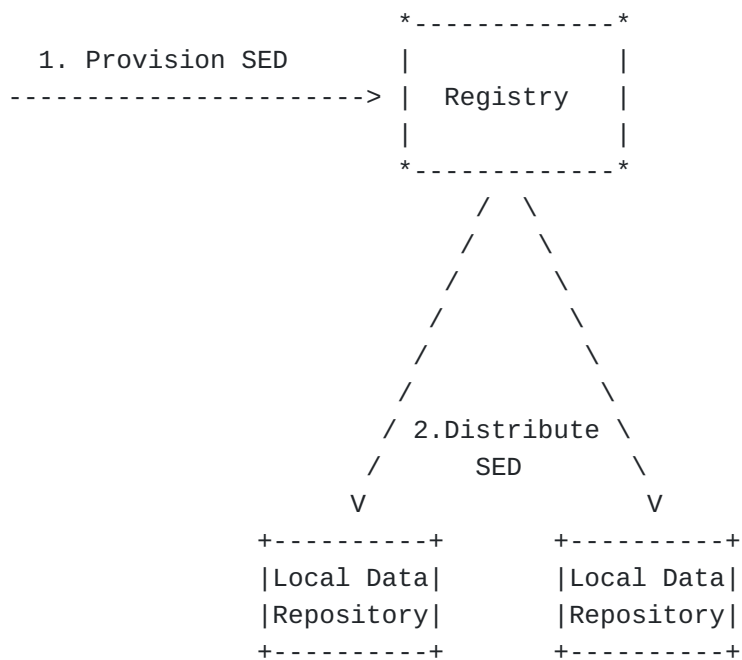 1. Provision SED
Registry
2.Distribute
SED
Local Data
Repository
Local Data
Repository